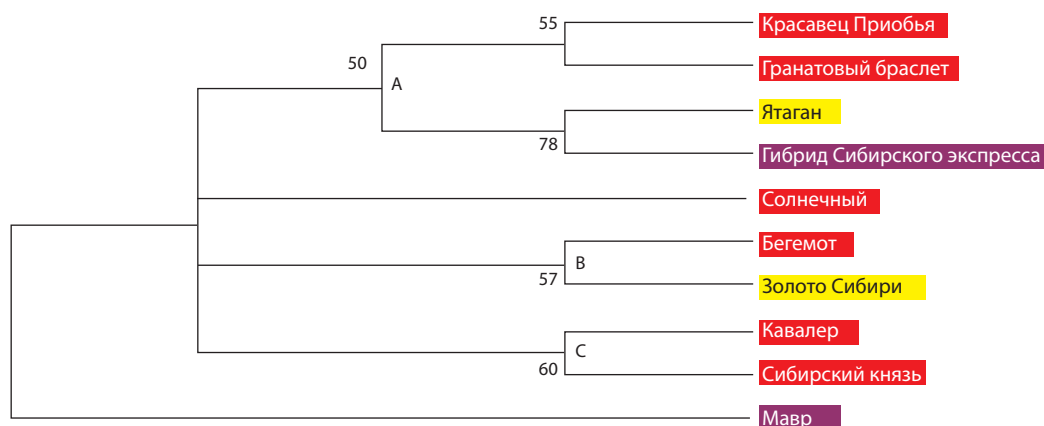 55
Красавец Приобья
50
A
Гранатовый браслет
Ятаган
78
Гибрид Сибирского экспресса
Солнечный
Бегемот
B
57
Золото Сибири
Кавалер
C
60
Сибирский князь
Мавр